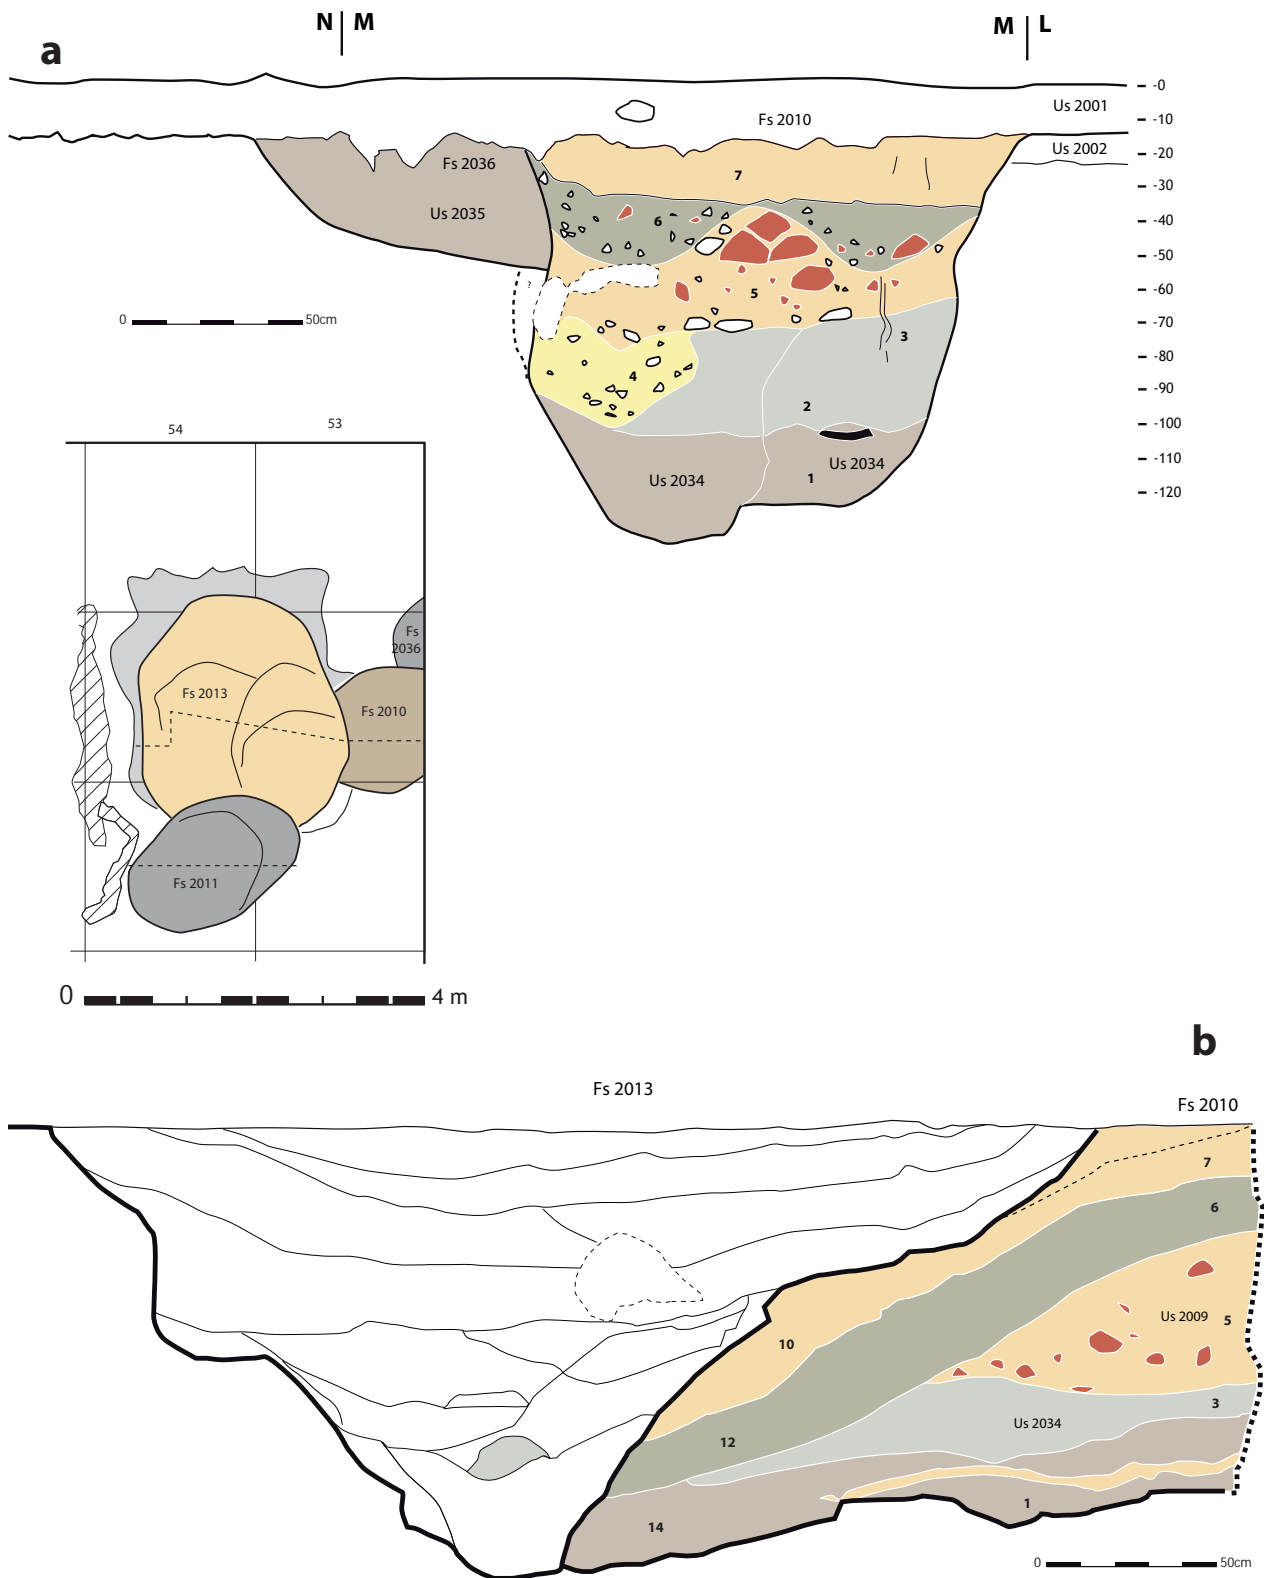 a
N | M
M | L
-0
Us 2001
-10
Fs 2010
Us 2002
-20
Fs 2036
7
-30
Us 2035
6
-40
-50
?
5
-60
0 50cm
-70
3
-80
4
-90
2
-100
Us 2034
-110
Us 2034
1
-120
54 53
Fs
2036
Fs 2013
Fs 2010
Fs 2011
0 4 m
b
Fs 2013
Fs 2010
7
6
Us 2009 5
10
3
Us 2034
12
1
14
0 50cm